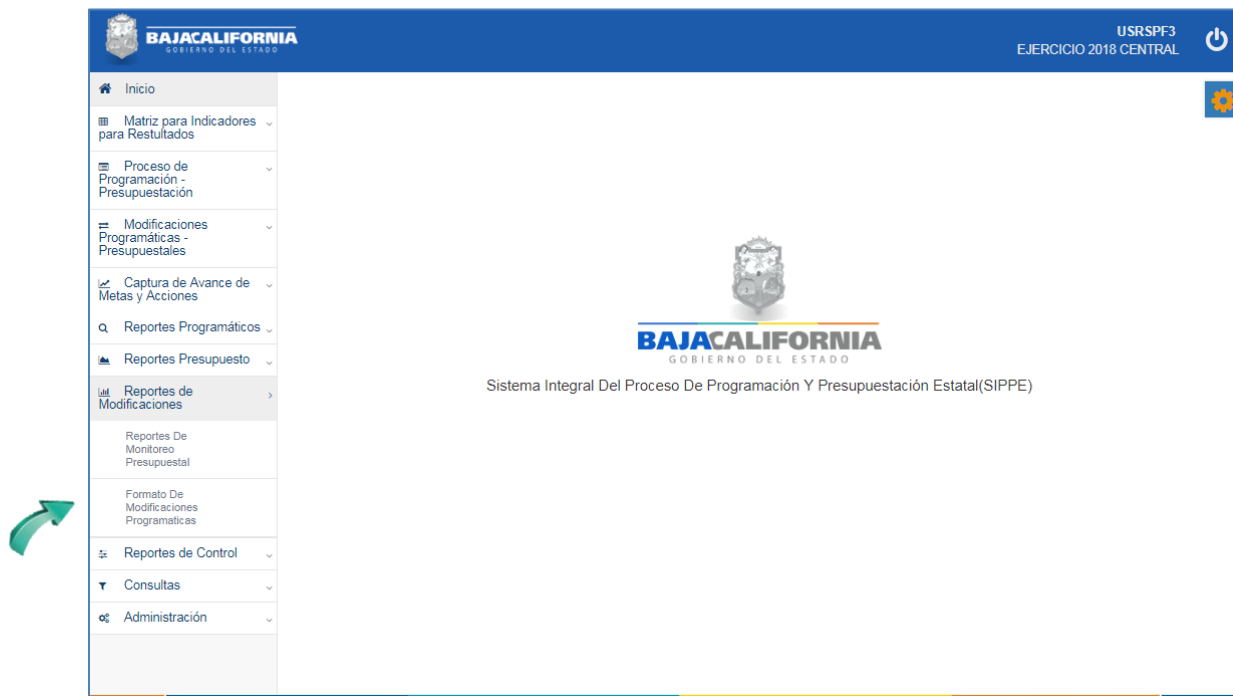 BAJACALIFORNIA
GOBIERNO DEL ESTADO
USRSPF3
EJERCICIO 2018 CENTRAL
Inicio
Matriz para Indicadores
para Restultados
Proceso de
Programación -
Presupuestación
Modificaciones
Programáticas -
Presupuestales
Captura de Avance de
Metas y Acciones
Reportes Programáticos
Reportes Presupuesto
Reportes de
Modificaciones
Reportes De
Monitoreo
Presupuestal
Formato De
Modificaciones
Programaticas
Reportes de Control
Consultas
Administración
BAJACALIFORNIA
GOBIERNO DEL ESTADO
Sistema Integral Del Proceso De Programación Y Presupuestación Estatal(SIPPE)